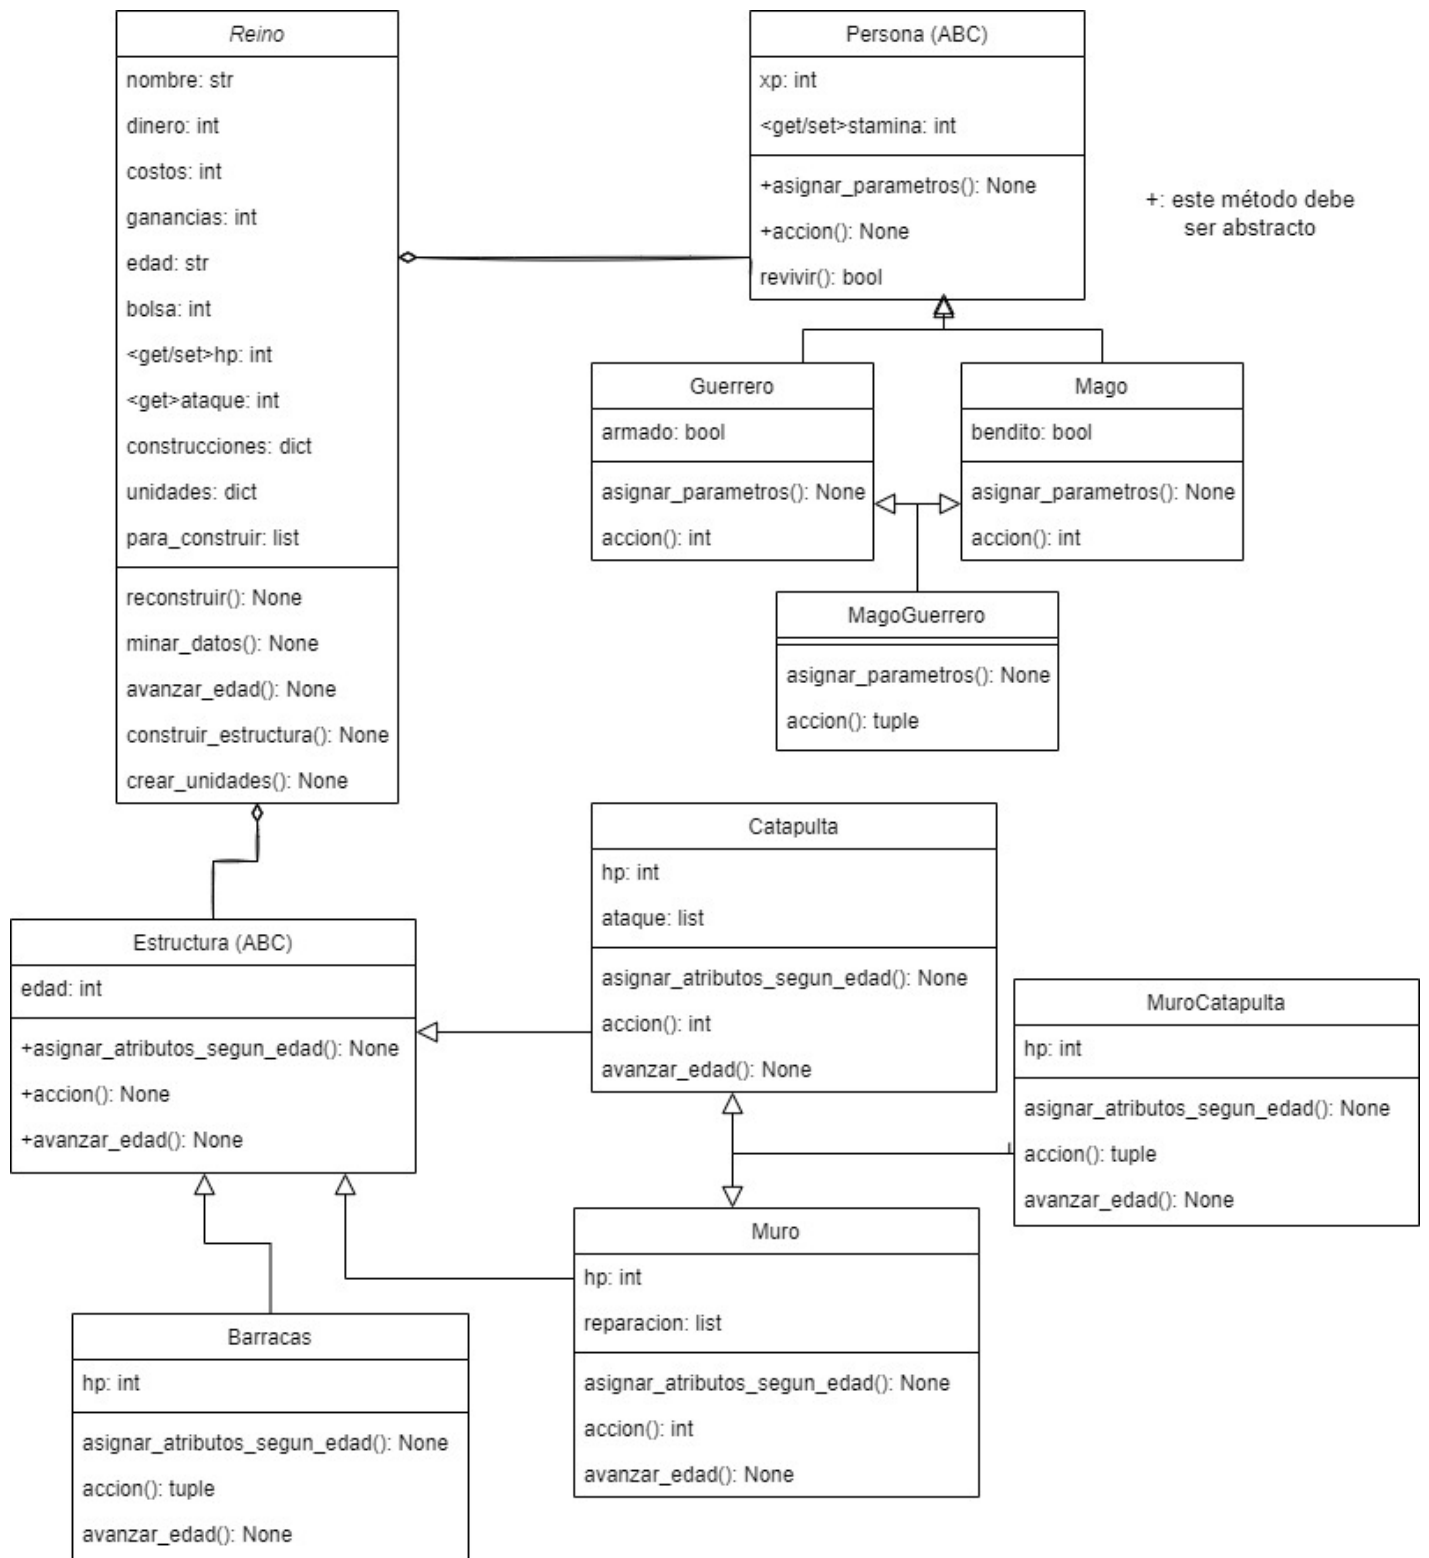 Reino
nombre: str
dinero: int
costos: int
ganancias: int
edad: str
bolsa: int
<get/set>hp: int
<get>ataque: int
construcciones: dict
unidades: dict
para_construir: list
reconstruir(): None
minar_datos(): None
avanzar_edad(): None
construir_estructura(): None
crear_unidades(): None
Persona (ABC)
xp: int
<get/set>stamina: int
+asignar_parametros(): None
+accion(): None
revivir(): bool
+: este método debe
ser abstracto
Guerrero
armado: bool
asignar_parametros(): None
accion(): int
Mago
bendito: bool
asignar_parametros(): None
accion(): int
MagoGuerrero
asignar_parametros(): None
accion(): tuple
Estructura (ABC)
edad: int
+asignar_atributos_segun_edad(): None
+accion(): None
+avanzar_edad(): None
Catapulta
hp: int
ataque: list
asignar_atributos_segun_edad(): None
accion(): int
avanzar_edad(): None
MuroCatapulta
hp: int
asignar_atributos_segun_edad(): None
accion(): tuple
avanzar_edad(): None
Muro
hp: int
reparacion: list
asignar_atributos_segun_edad(): None
accion(): int
avanzar_edad(): None
Barracas
hp: int
asignar_atributos_segun_edad(): None
accion(): tuple
avanzar_edad(): None